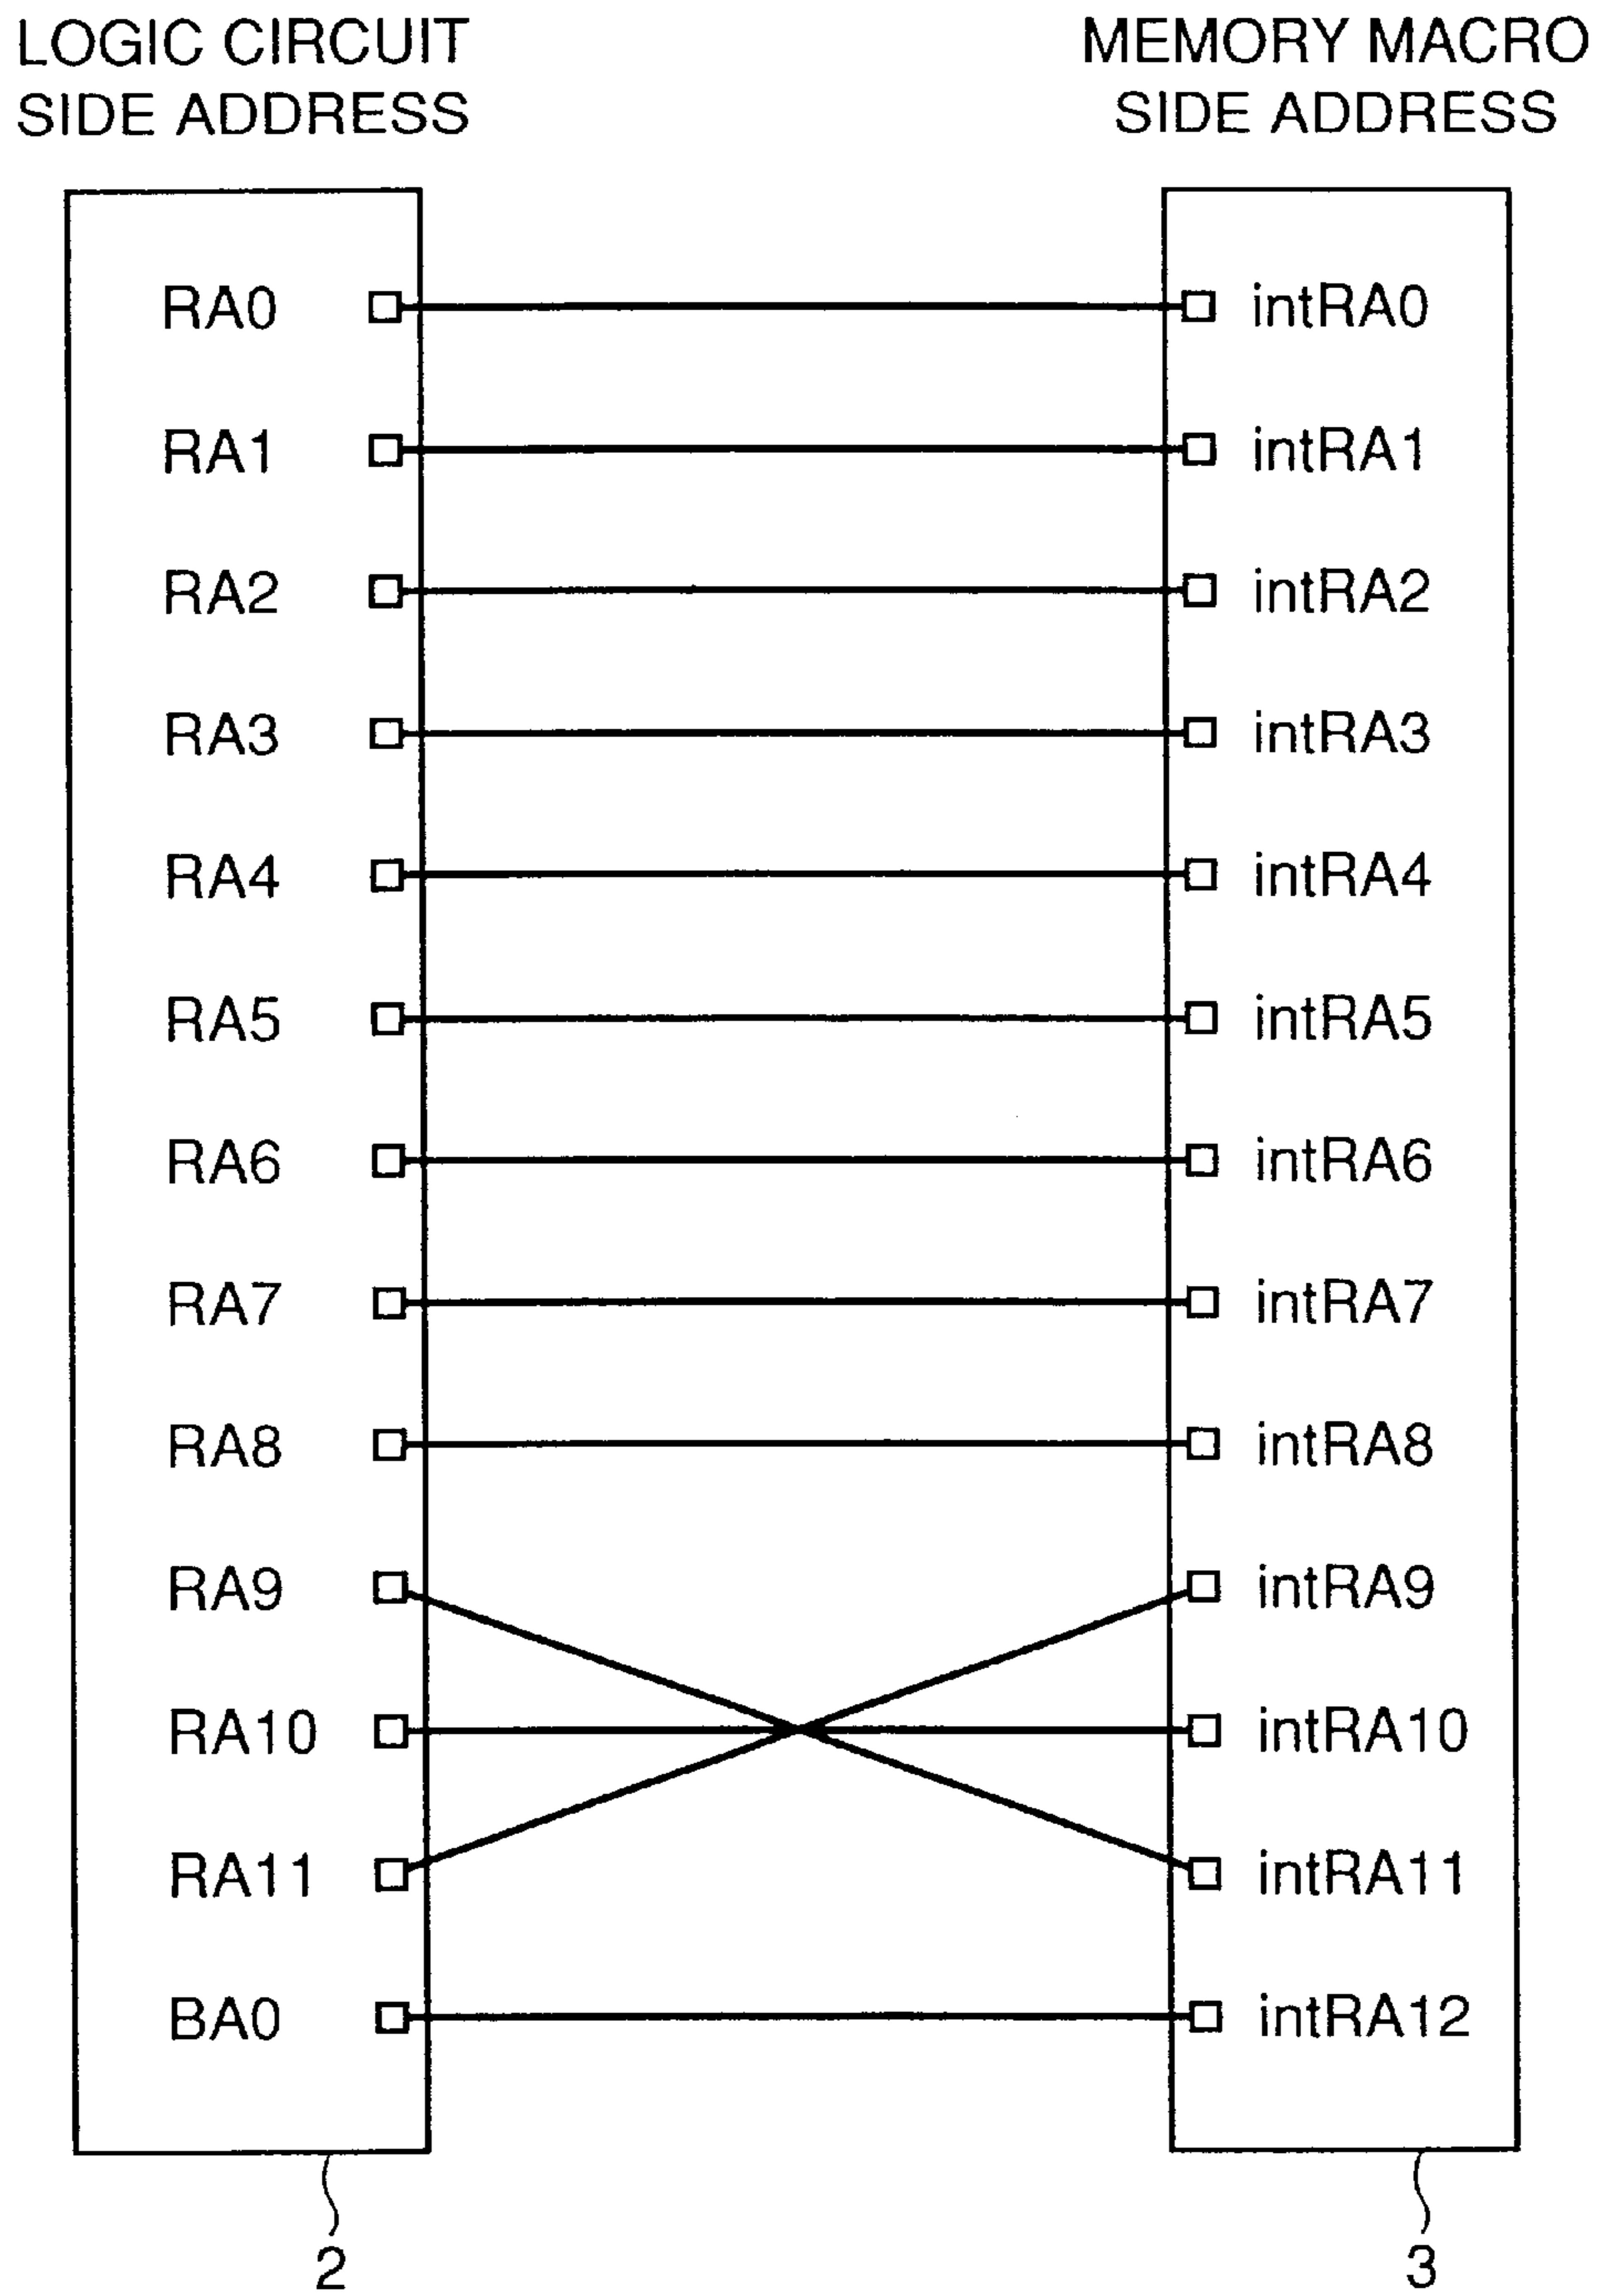 LOGIC CIRCUIT
SIDE ADDRESS
MEMORY MACRO
SIDE ADDRESS
RA0
intRA0
RA1
intRA1
RA2
intRA2
RA3
intRA3
RA4
intRA4
RA5
intRA5
RA6
intRA6
RA7
intRA7
RA8
intRA8
RA9
intRA9
RA10
intRA10
RA11
intRA11
BA0
intRA12
2
3